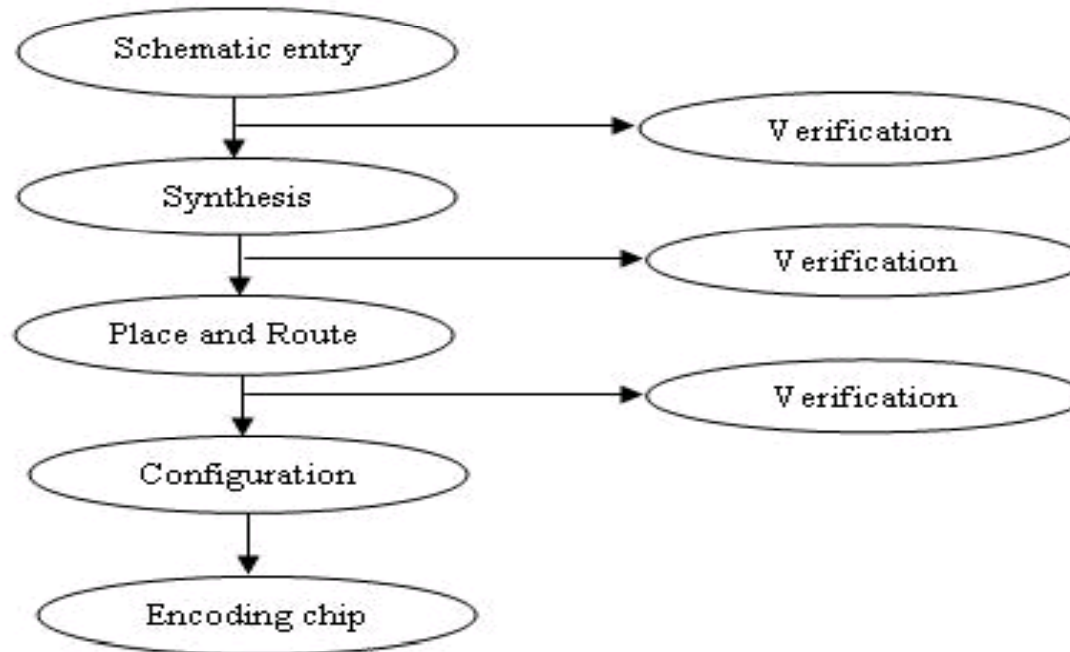 Schematic entry
Verification
Synthesis
Verification
Place and Route
Verification
Configuration
Encoding chip